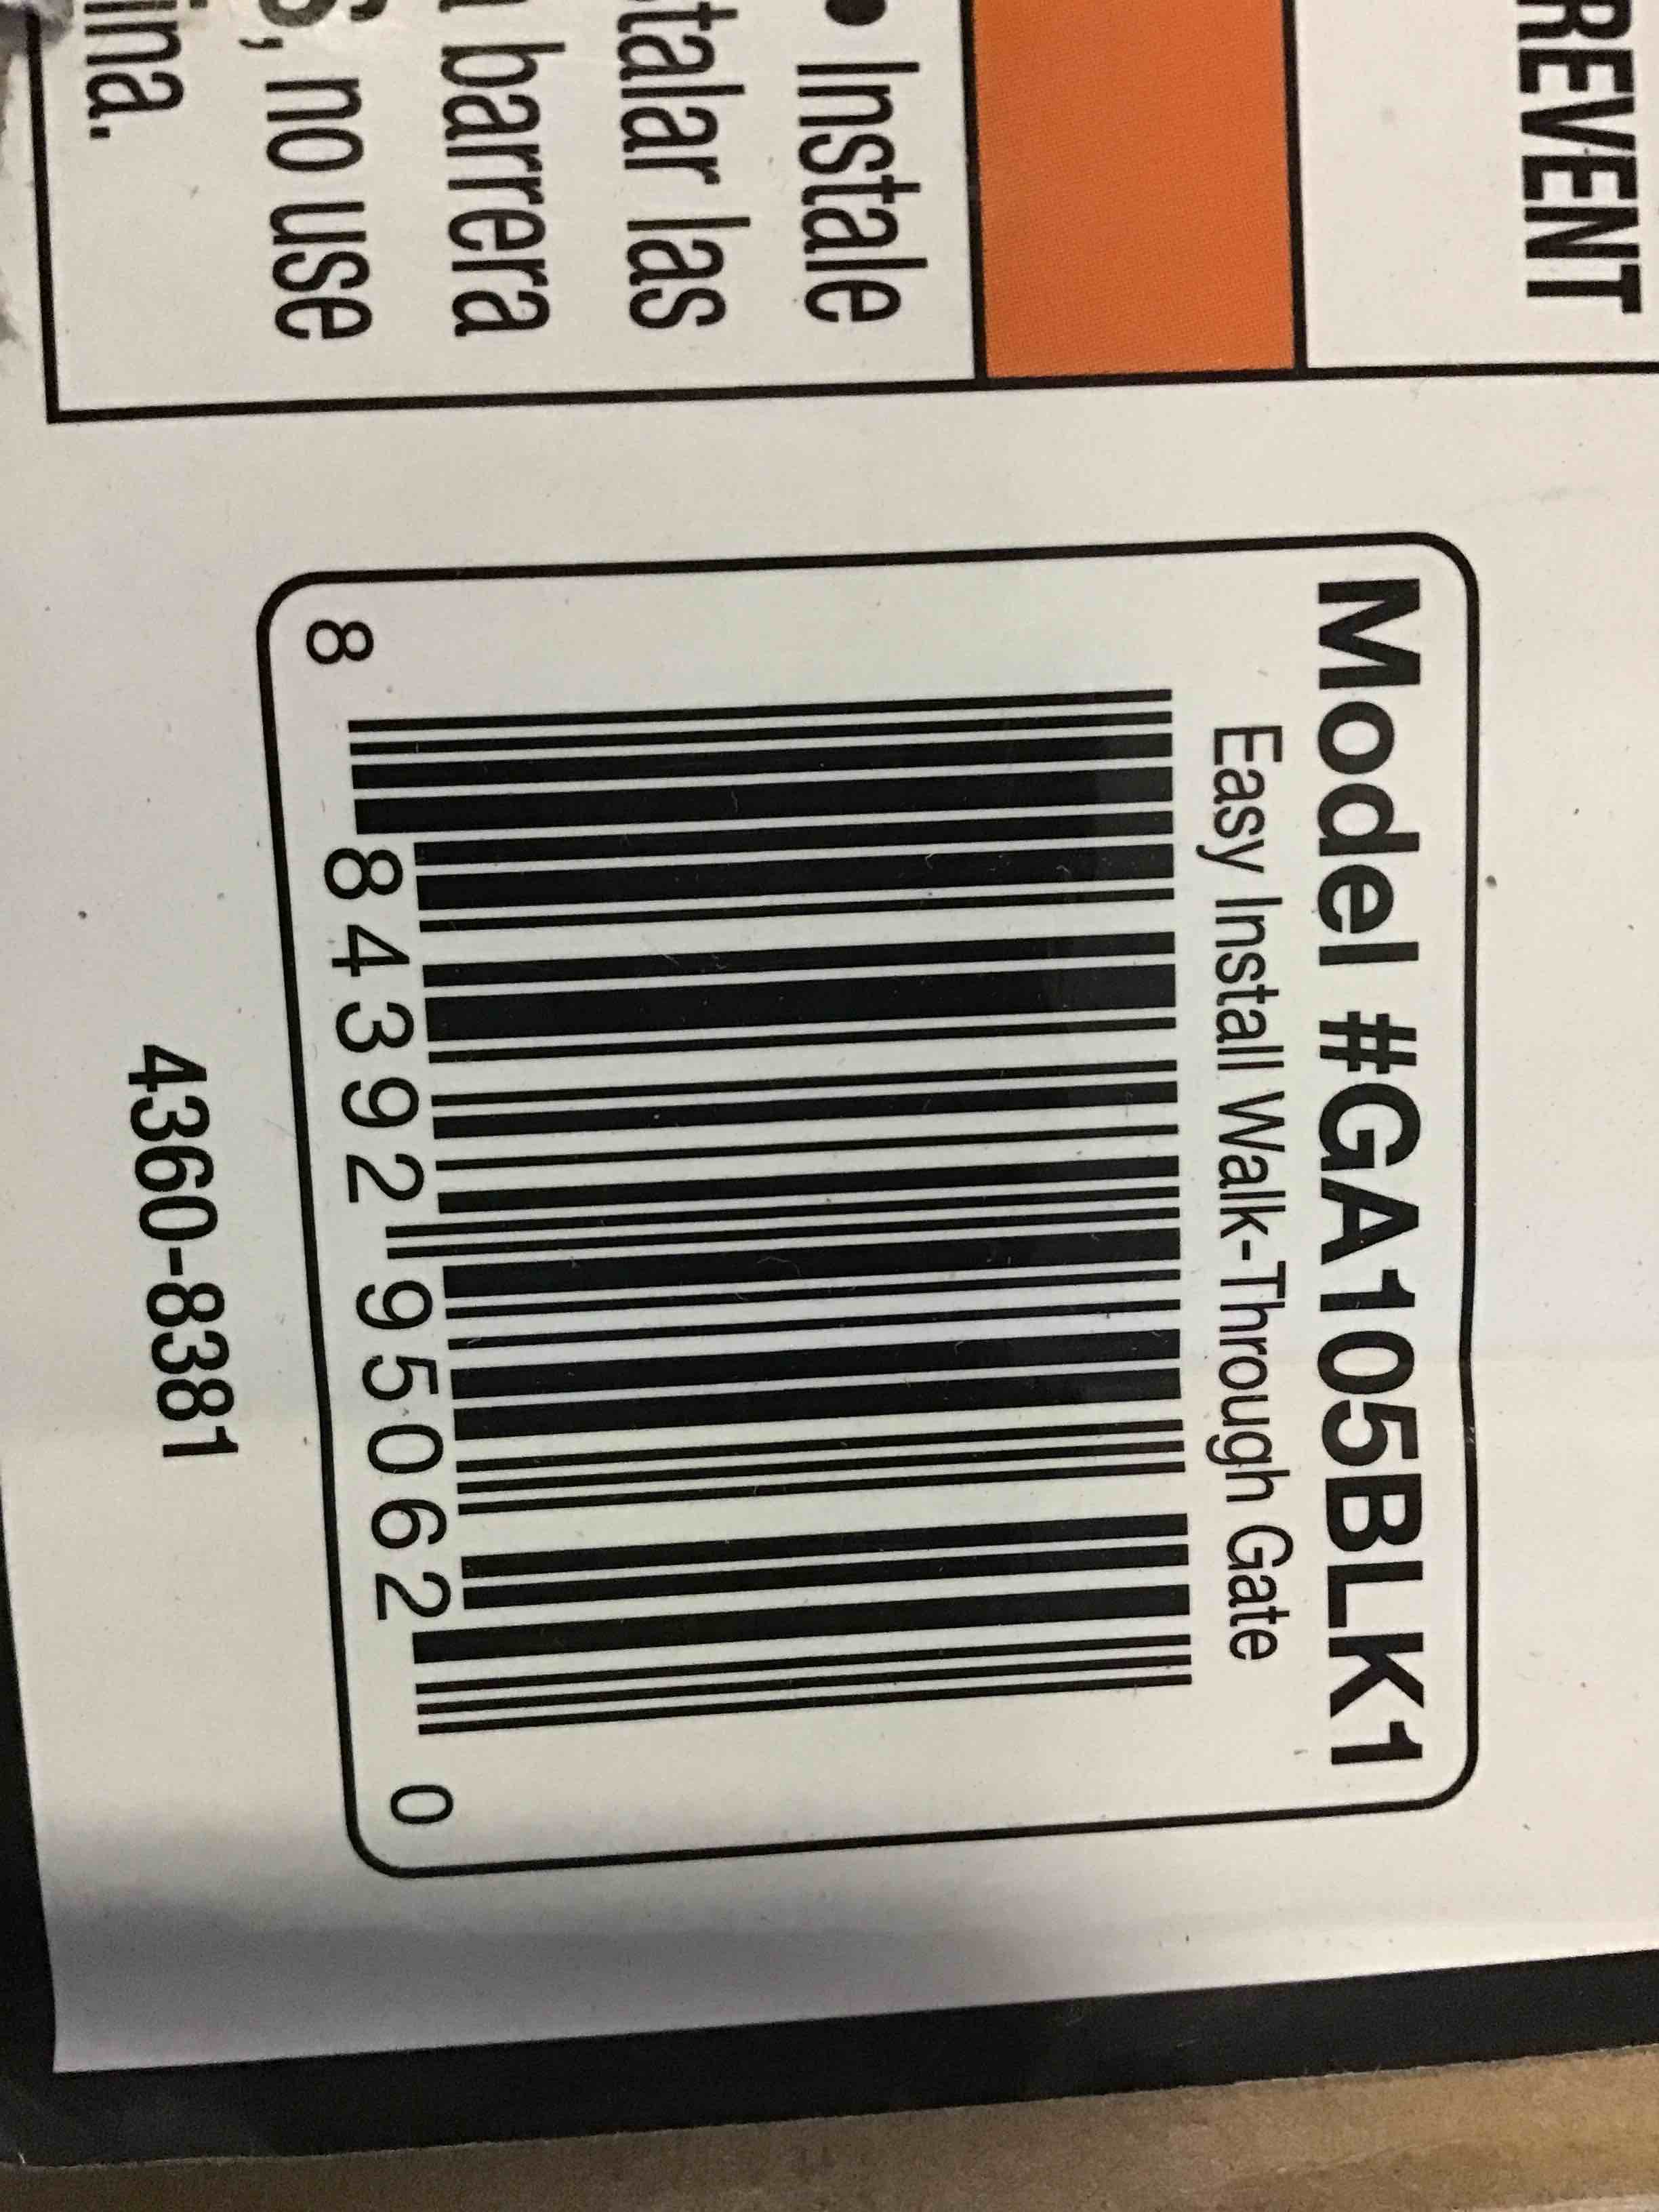 REVENT
• Instale
talar las
barrera
, no use
ina.
Model #GA105BLK1
Easy Install Walk-Through Gate
8 84392 95062 0
4360-8381